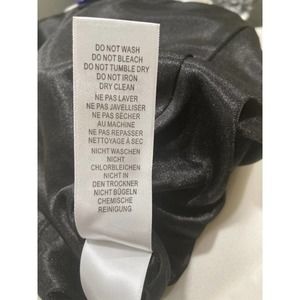 DO NOT WASH
DO NOT BLEACH
DO NOT TUMBLE DRY
DO NOT IRON
DRY CLEAN
NE PAS LAVER
NE PAS JAVELLISER
NE PAS SÈCHER
AU MACHINE
NE PAS REPASSER
NETTOYAGE À SEC
NICHT WASCHEN
NICHT
CHLORBLEICHEN
NICHT IN
DEN TROCKNER
NICHT BÜGELN
CHEMISCHE
REINIGUNG